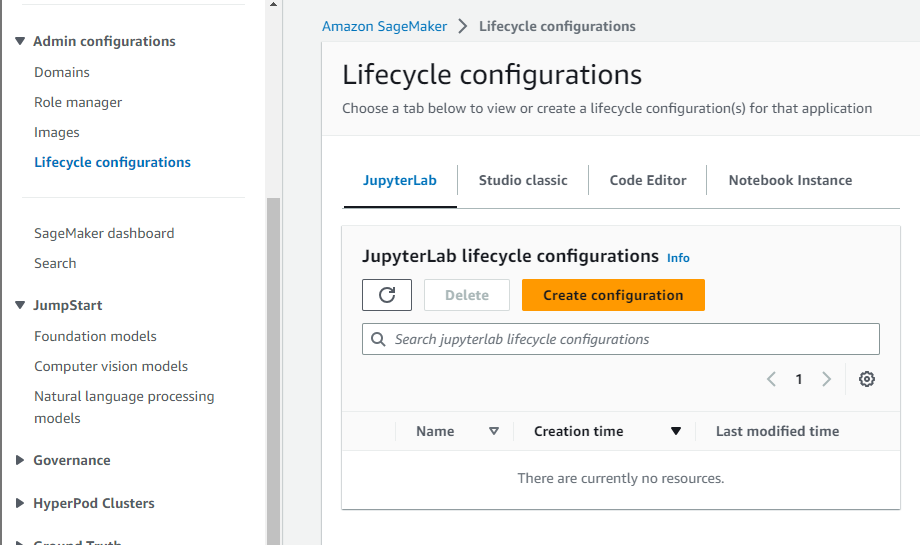 Admin configurations
Domains
Role manager
Images
Lifecycle configurations
SageMaker dashboard
Search
JumpStart
Foundation models
Computer vision models
Natural language processing
models
Governance
HyperPod Clusters
Ground Truth
Amazon SageMaker > Lifecycle configurations
Lifecycle configurations
Choose a tab below to view or create a lifecycle configuration(s) for that application
JupyterLab Studio classic Code Editor Notebook Instance
JupyterLab lifecycle configurations Info
Delete Create configuration
Search jupyterlab lifecycle configurations
1
Name Creation time Last modified time
There are currently no resources.